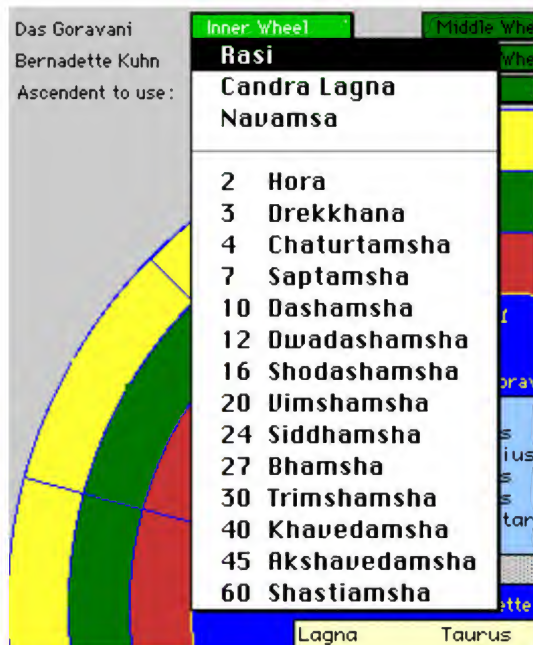 Das Goravani
Inner Wheel
Middle
Bernadette Kuhn
Rasi
Ascendent to use:
Candra Lagna
Navamsa
2 Hora
3 Drekkhana
4 Chaturtamsha
7 Saptamsha
10 Dashamsha
12 Dwadashamsha
16 Shodashamsha
20 Vimshamsha
24 Siddhamsha
27 Bhamsha
30 Trimshamsha
40 Khavedamsha
45 Akshavedamsha
60 Shastiamsha
Lagna Taurus